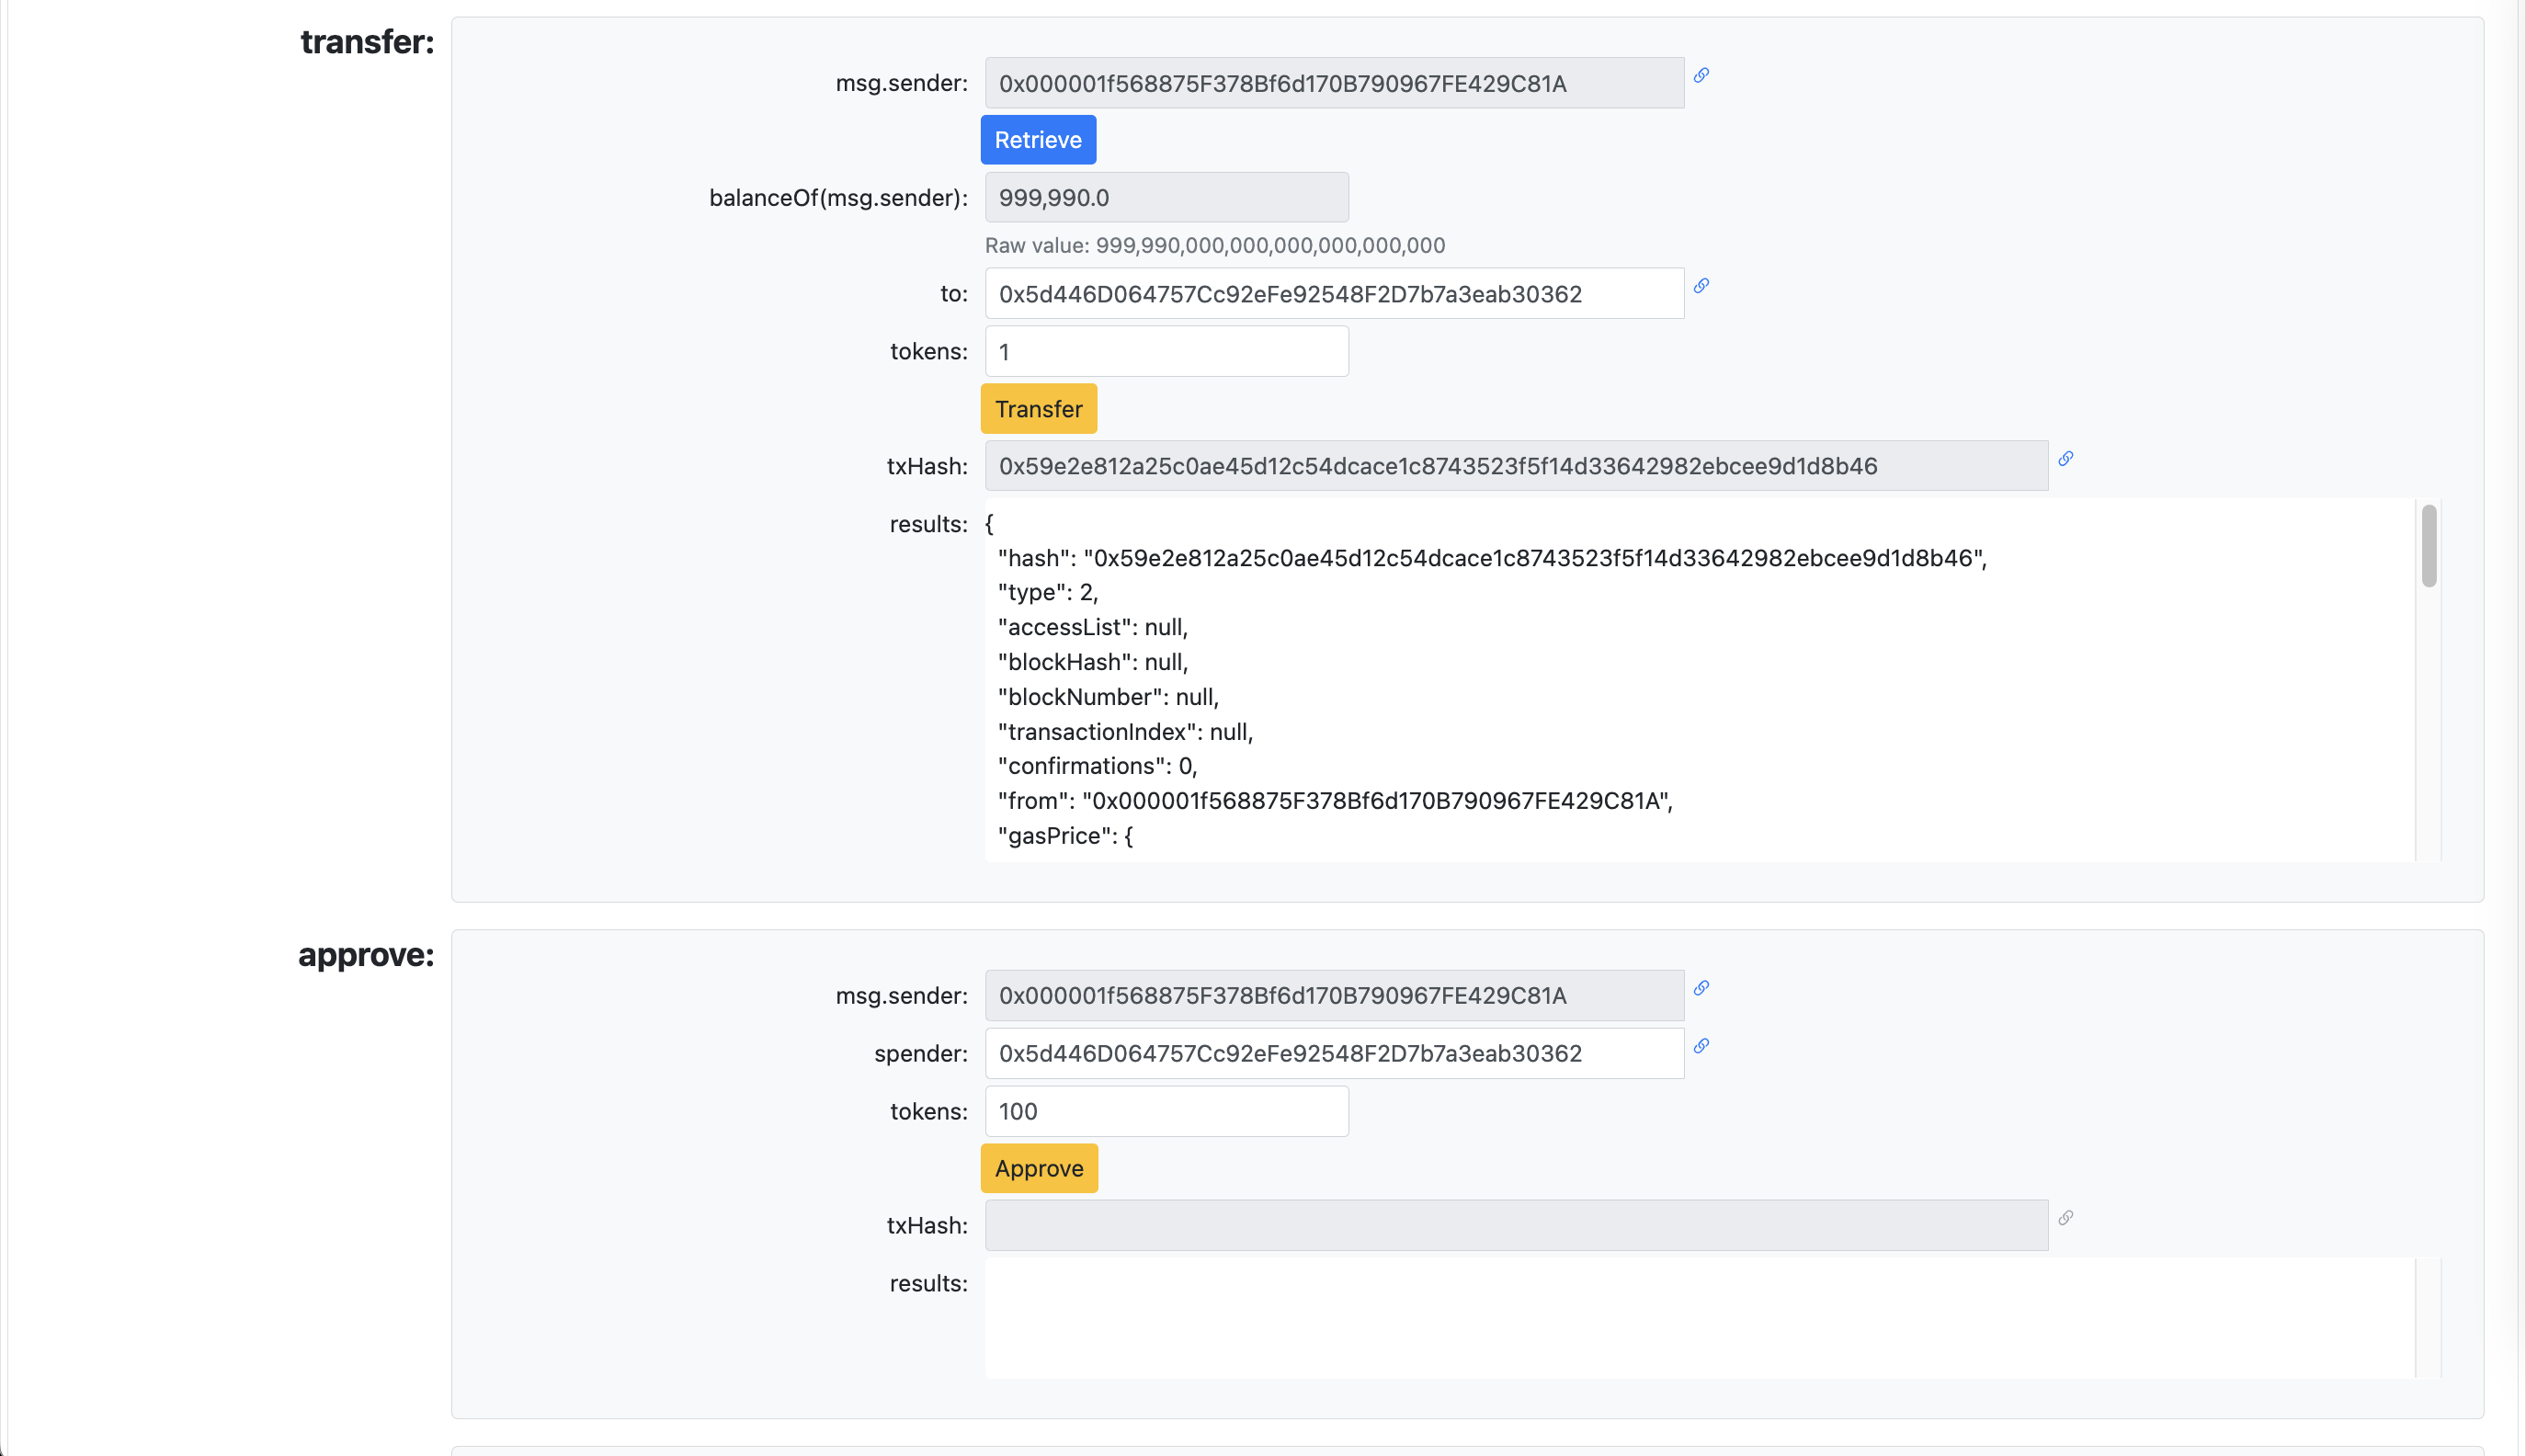 transfer:
msg.sender: 0x000001f568875F378Bf6d170B790967FE429C81A
Retrieve
balanceOf(msg.sender): 999,990.0
Raw value: 999,990,000,000,000,000,000,000
to: 0x5d446D064757Cc92eFe92548F2D7b7a3eab30362
tokens: 1
Transfer
txHash: 0x59e2e812a25c0ae45d12c54dcace1c8743523f5f14d33642982ebcee9d1d8b46
results: {
"hash": "0x59e2e812a25c0ae45d12c54dcace1c8743523f5f14d33642982ebcee9d1d8b46",
"type": 2,
"accessList": null,
"blockHash": null,
"blockNumber": null,
"transactionIndex": null,
"confirmations": 0,
"from": "0x000001f568875F378Bf6d170B790967FE429C81A",
"gasPrice": {
approve:
msg.sender: 0x000001f568875F378Bf6d170B790967FE429C81A
spender: 0x5d446D064757Cc92eFe92548F2D7b7a3eab30362
tokens: 100
Approve
txHash:
results: